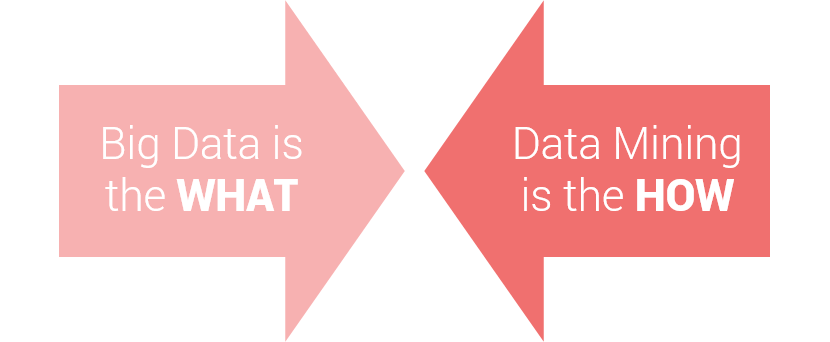 Big Data is
the WHAT
Data Mining
is the HOW